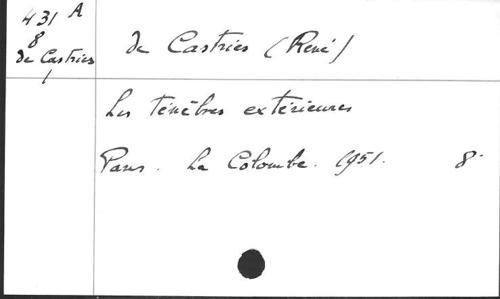 431 A
8
de Castries
1
de Castries (René)
Les ténèbres extérieures
Paris. La Colombe. 1951. 8°